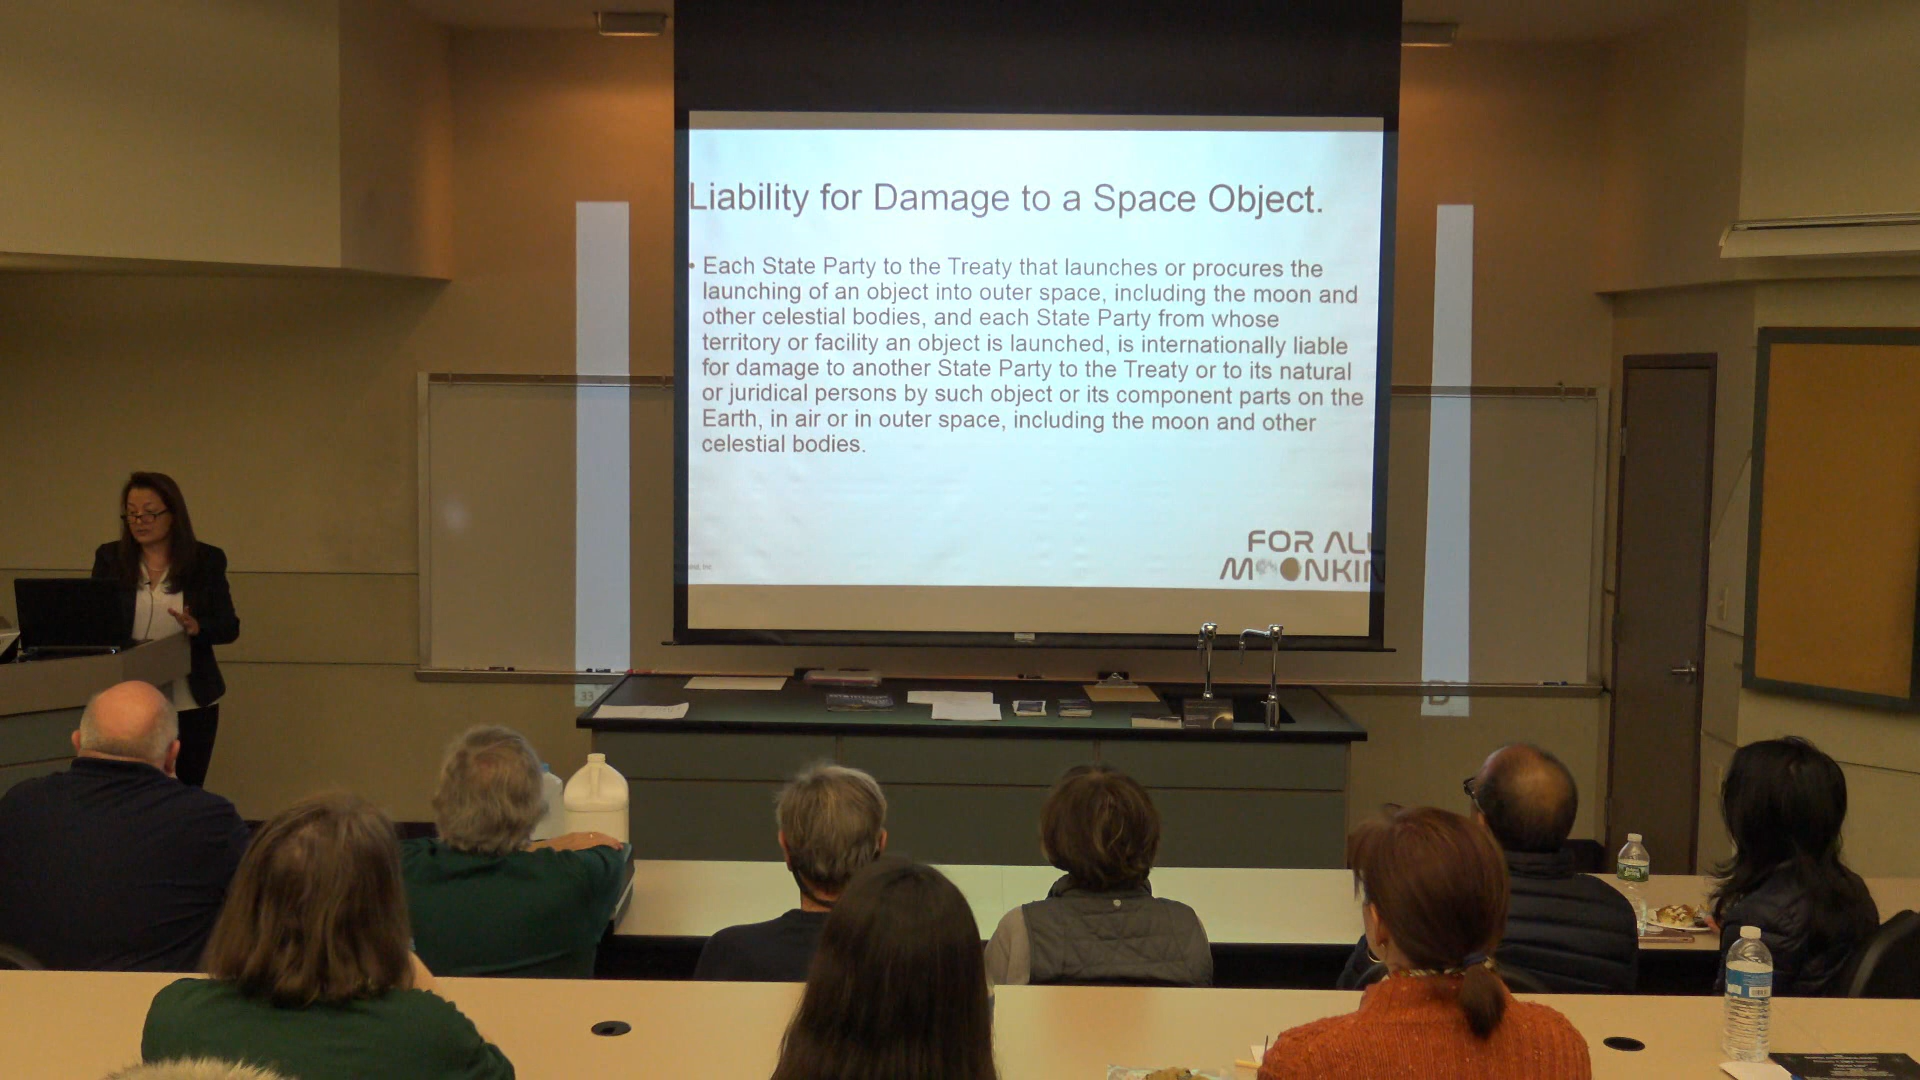 Liability for Damage to a Space Object.
• Each State Party to the Treaty that launches or procures the
launching of an object into outer space, including the moon and
other celestial bodies, and each State Party from whose
territory or facility an object is launched, is internationally liable
for damage to another State Party to the Treaty or to its natural
or juridical persons by such object or its component parts on the
Earth, in air or in outer space, including the moon and other
celestial bodies.
FOR ALL
MOONKIN
Inc.
33